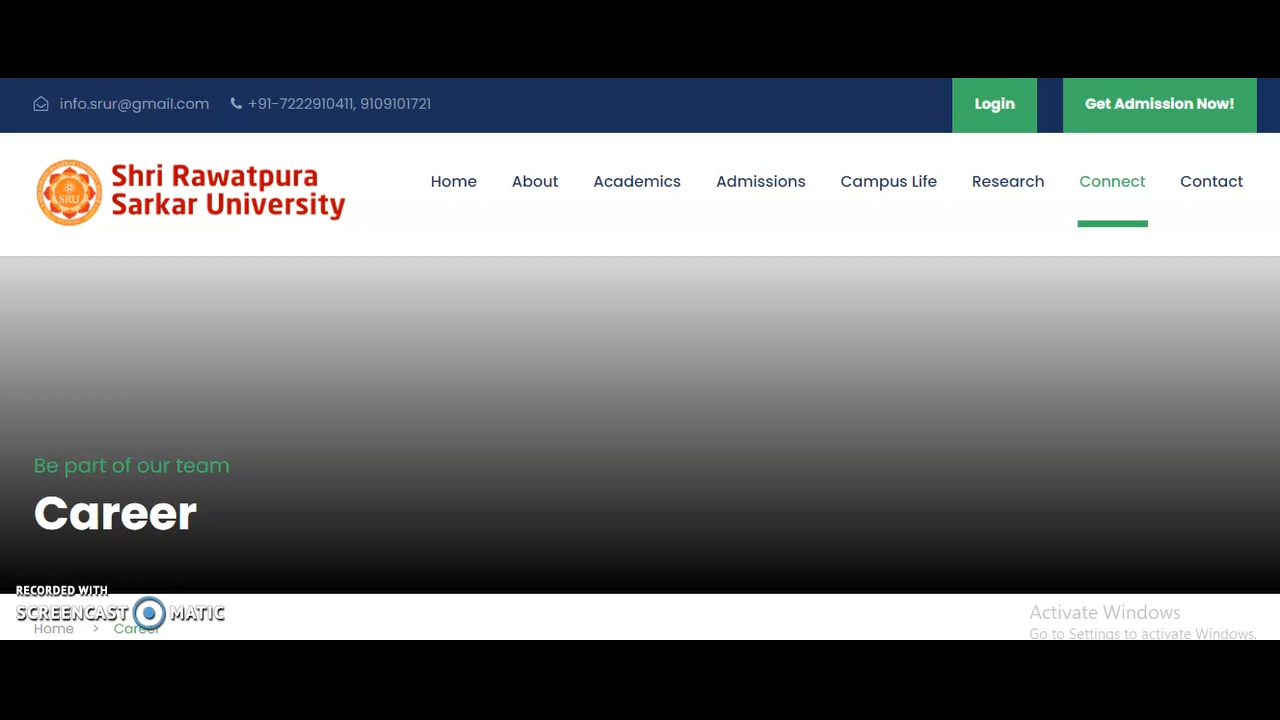 info.srur@gmail.com +91-7222910411, 9109101721 Login Get Admission Now!
SRU
Shri Rawatpura
Sarkar University
Home About Academics Admissions Campus Life Research Connect Contact
Be part of our team
Career
RECORDED WITH
SCREENCAST MATIC
Home > Career
Activate Windows
Go to Settings to activate Windows.